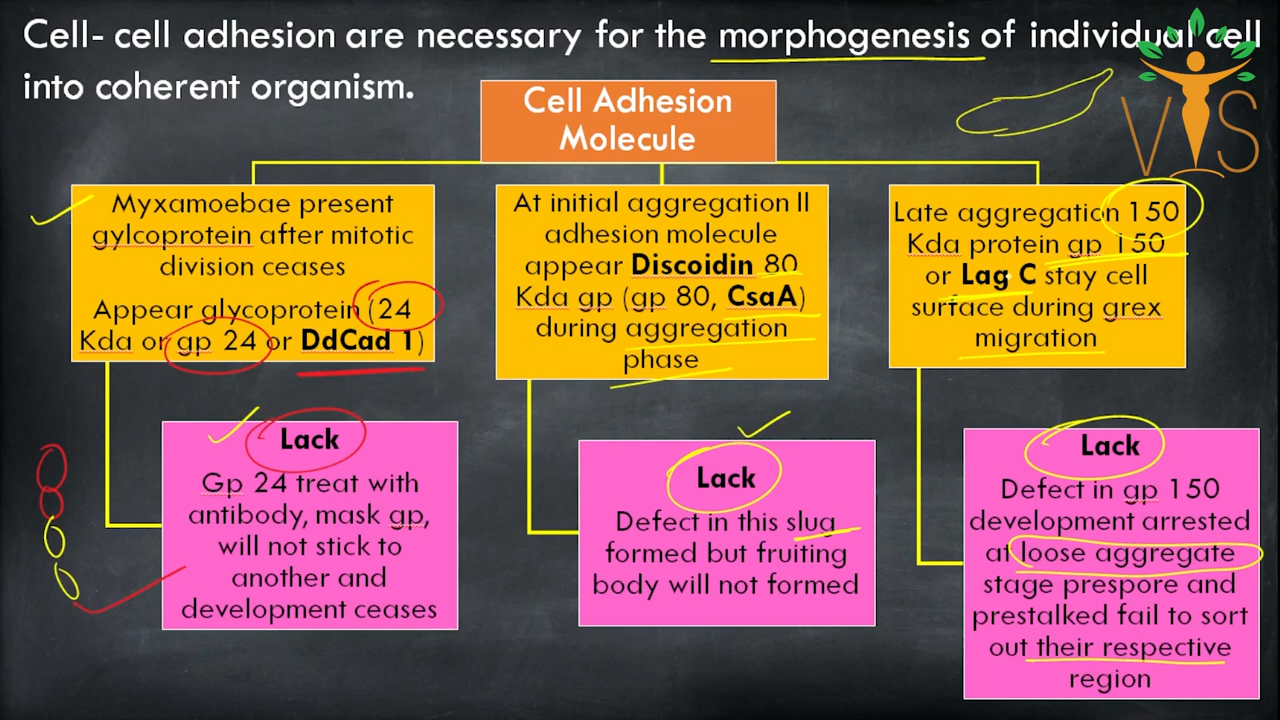 Cell- cell adhesion are necessary for the morphogenesis of individual cell
into coherent organism.
VIS
Cell Adhesion
Molecule
Myxamoebae present
gylcoprotein after mitotic
division ceases
Appear glycoprotein (24
Kda or gp 24 or DdCad 1)
At initial aggregation II
adhesion molecule
appear Discoidin 80
Kda gp (gp 80, CsaA)
during aggregation
phase
Late aggregation 150
Kda protein gp 150
or Lag C stay cell
surface during grex
migration
Lack
Gp 24 treat with
antibody, mask gp,
will not stick to
another and
development ceases
Lack
Defect in this slug
formed but fruiting
body will not formed
Lack
Defect in gp 150
development arrested
at loose aggregate
stage prespore and
prestalked fail to sort
out their respective
region